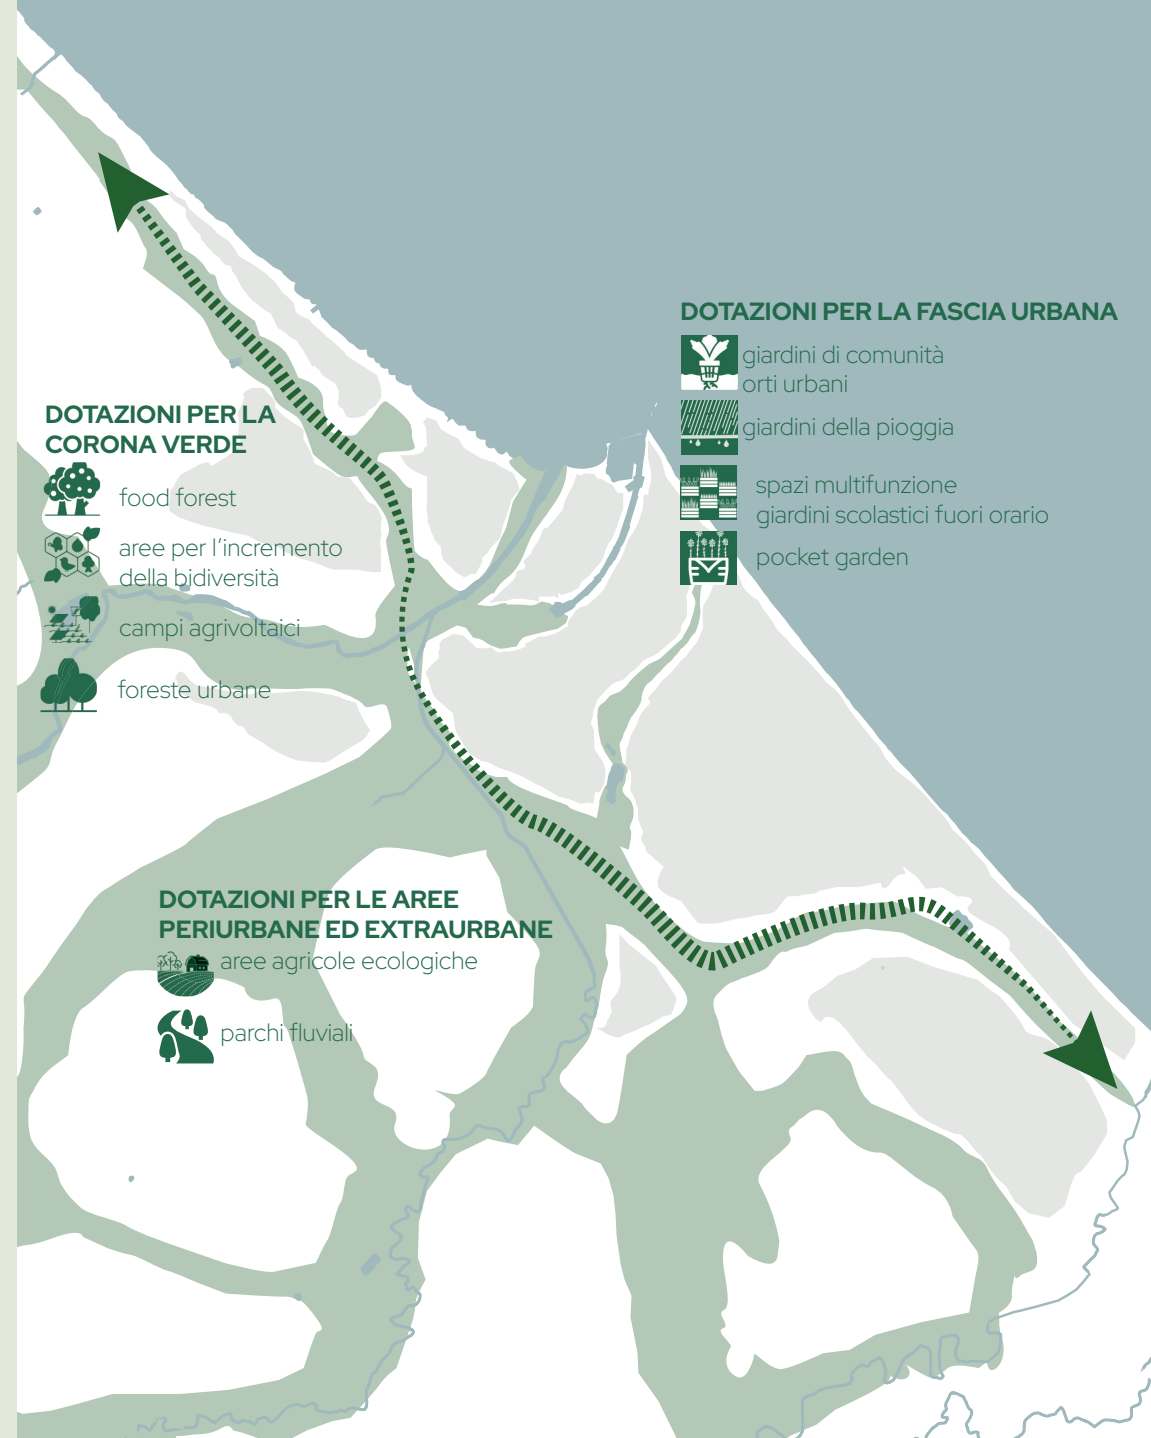 DOTAZIONI PER LA FASCIA URBANA
giardini di comunità
orti urbani
giardini della pioggia
spazi multifunzione
giardini scolastici fuori orario
pocket garden
DOTAZIONI PER LA
CORONA VERDE
food forest
aree per l’incremento
della bidiversità
campi agrivoltaici
foreste urbane
DOTAZIONI PER LE AREE
PERIURBANE ED EXTRAURBANE
aree agricole ecologiche
parchi fluviali